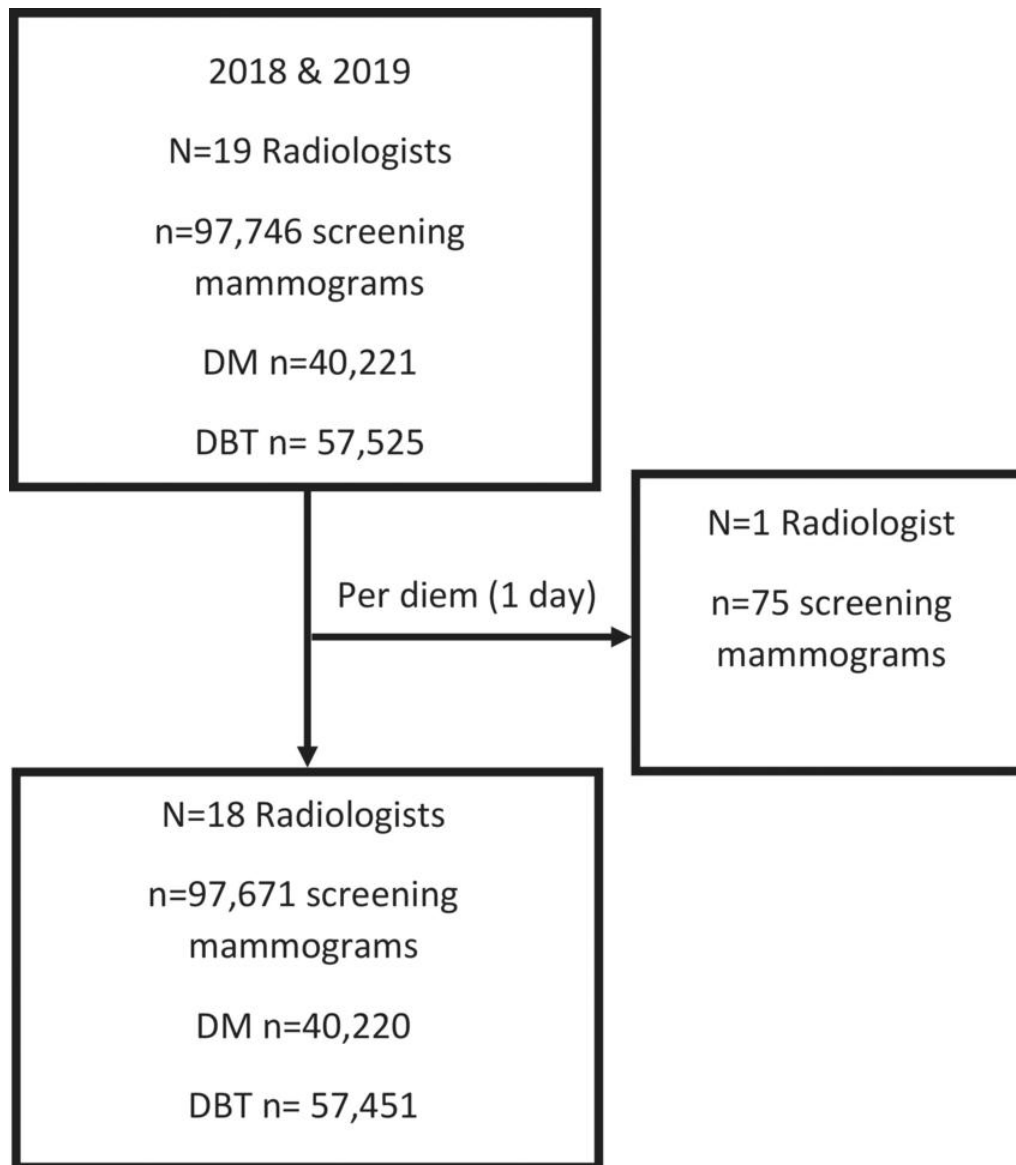 2018 & 2019
N=19 Radiologists
n=97,746 screening
mammograms
DM n=40,221
DBT n= 57,525
Per diem (1 day)
N=1 Radiologist
n=75 screening
mammograms
N=18 Radiologists
n=97,671 screening
mammograms
DM n=40,220
DBT n= 57,451